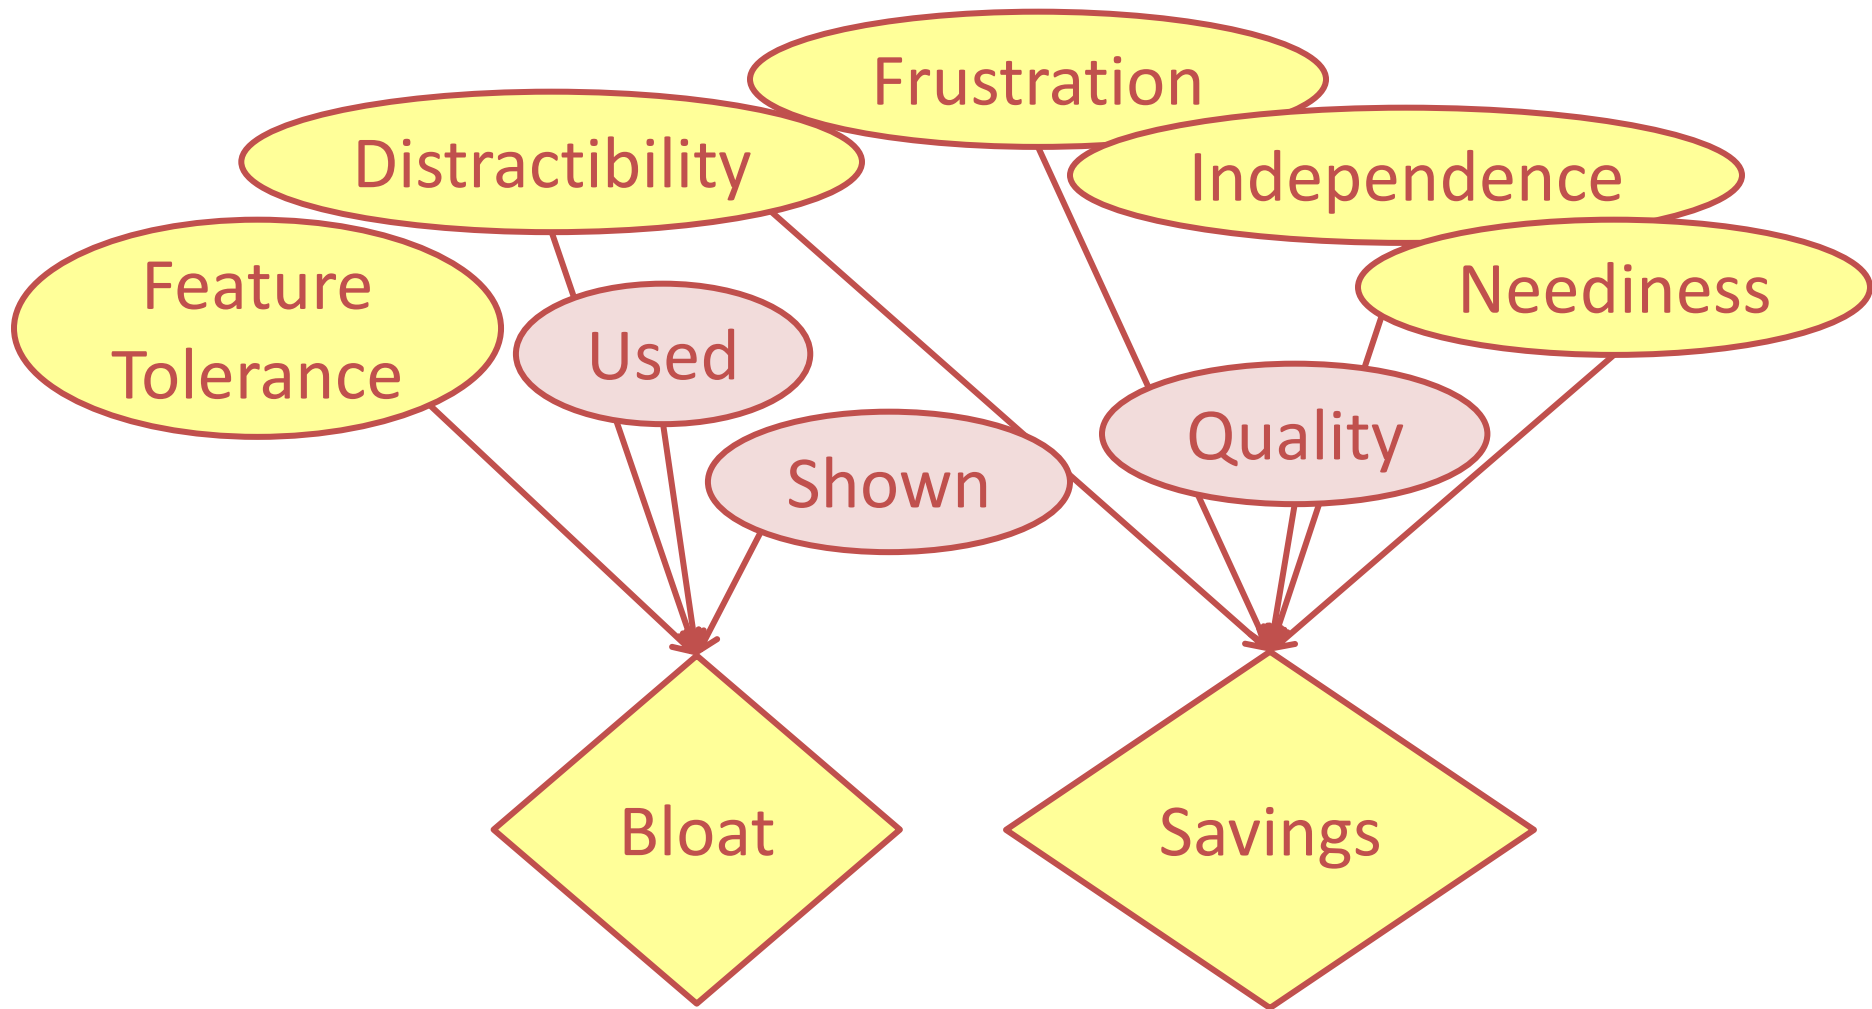 Frustration
Distractibility
Independence
Feature
Tolerance
Neediness
Used
Quality
Shown
Bloat
Savings